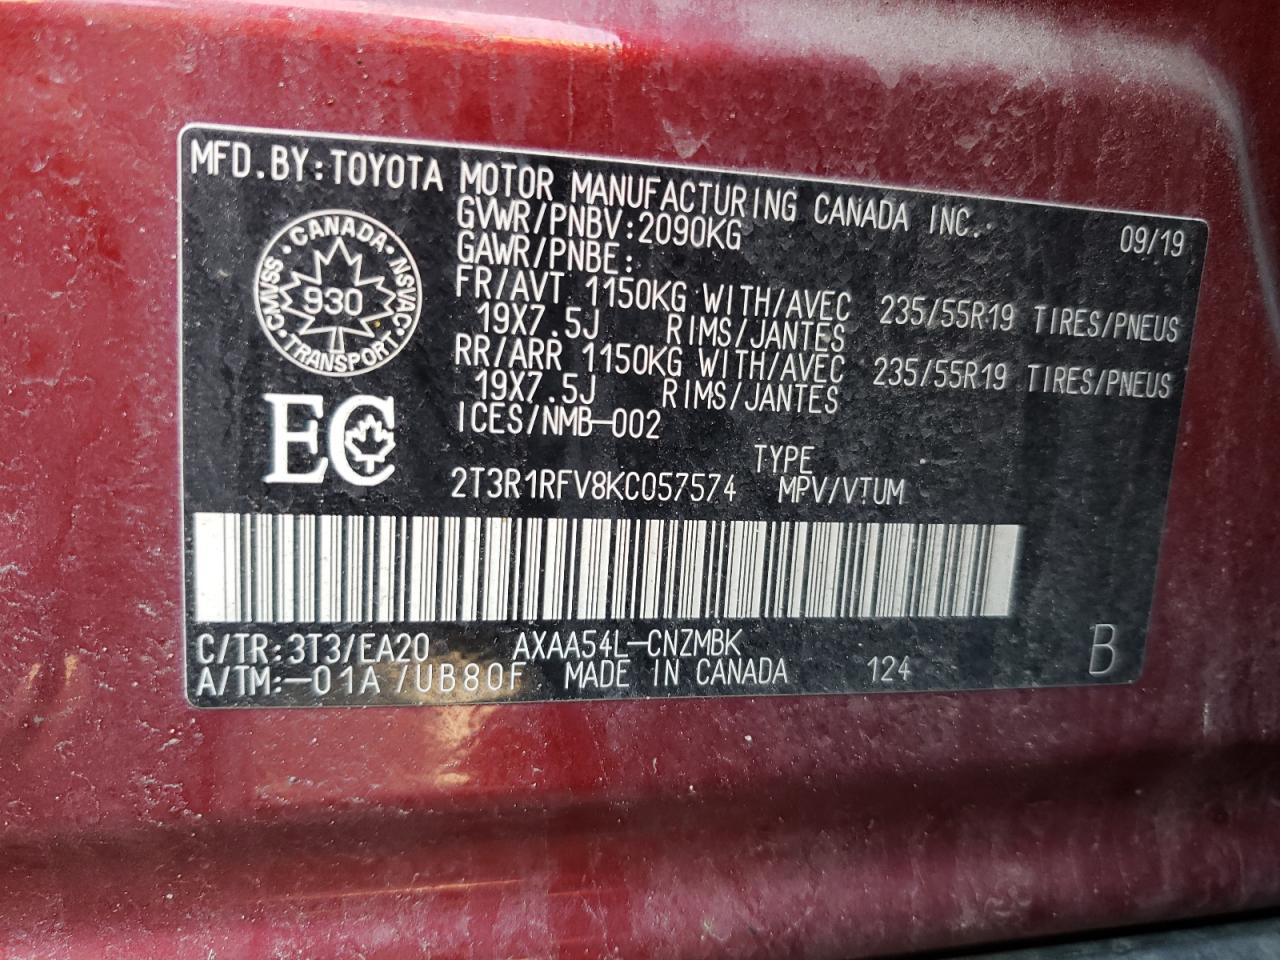 MFD.BY:TOYOTA MOTOR MANUFACTURING CANADA INC.
09/19
GVWR/PNBV:2090KG
GAWR/PNBE:
FR/AVT 1150KG WITH/AVEC 235/55R19 TIRES/PNEUS
19X7.5J RIMS/JANTES
RR/ARR 1150KG WITH/AVEC 235/55R19 TIRES/PNEUS
19X7.5J RIMS/JANTES
ICES/NMB-002
CANADA
CMVSS 930 NSVAC
TRANSPORT
EC
TYPE
2T3R1RFV8KC057574 MPV/VTUM
C/TR:3T3/EA20 AXAA54L-CNZMBK
A/TM:-01A /UB80F MADE IN CANADA 124 B